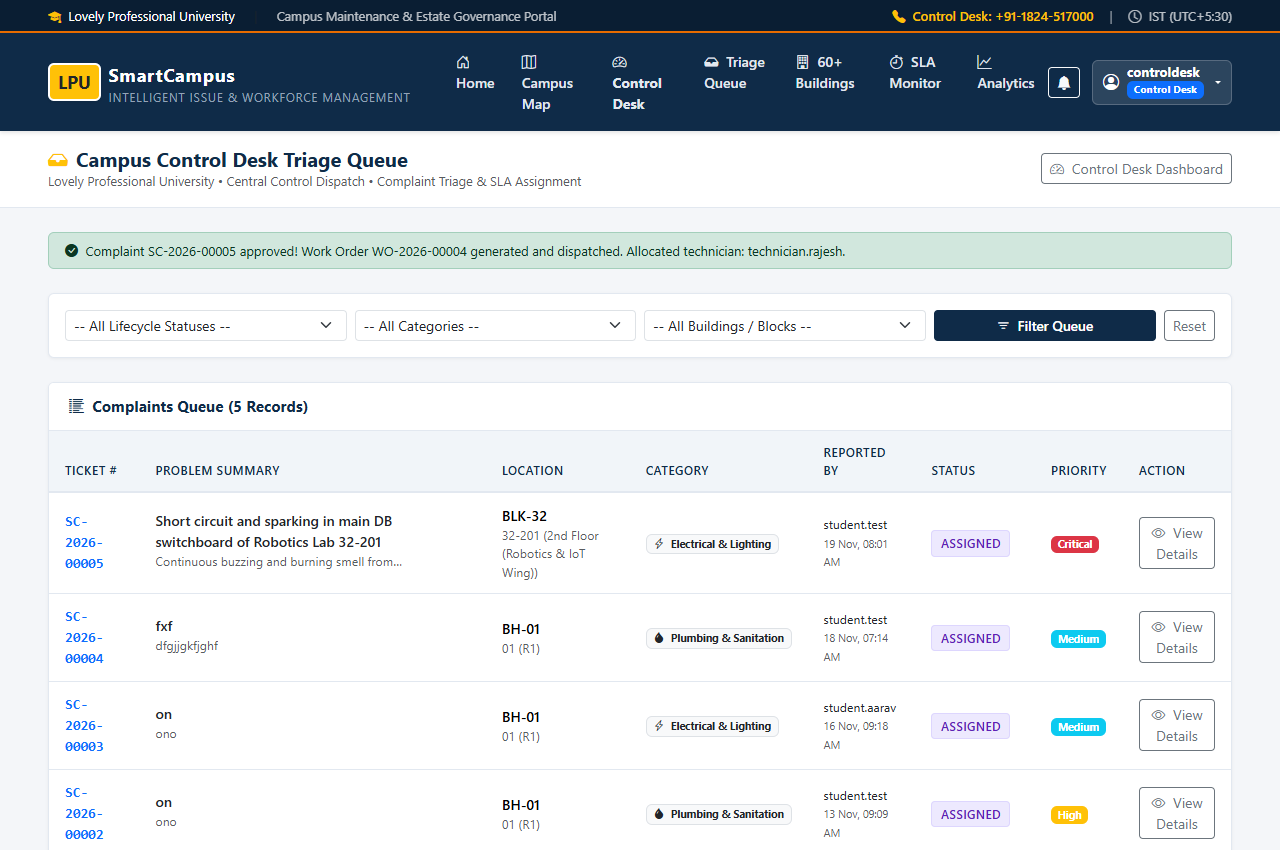 Lovely Professional University
Campus Maintenance & Estate Governance Portal
Control Desk: +91-1824-517000 | IST (UTC+5:30)
LPU
SmartCampus
INTELLIGENT ISSUE & WORKFORCE MANAGEMENT
Home
Campus Map
Control Desk
Triage Queue
60+ Buildings
SLA Monitor
Analytics
controldesk
Control Desk
Campus Control Desk Triage Queue
Lovely Professional University • Central Control Dispatch • Complaint Triage & SLA Assignment
Control Desk Dashboard
Complaint SC-2026-00005 approved! Work Order WO-2026-00004 generated and dispatched. Allocated technician: technician.rajesh.
-- All Lifecycle Statuses --
-- All Categories --
-- All Buildings / Blocks --
Filter Queue
Reset
Complaints Queue (5 Records)
TICKET #
PROBLEM SUMMARY
LOCATION
CATEGORY
REPORTED BY
STATUS
PRIORITY
ACTION
SC-2026-00005
Short circuit and sparking in main DB
switchboard of Robotics Lab 32-201
Continuous buzzing and burning smell from...
BLK-32
32-201 (2nd Floor
(Robotics & IoT
Wing))
Electrical & Lighting
student.test
19 Nov, 08:01
AM
ASSIGNED
Critical
View Details
SC-2026-00004
fxf
dfgjjgkfjghf
BH-01
01 (R1)
Plumbing & Sanitation
student.test
18 Nov, 07:14
AM
ASSIGNED
Medium
View Details
SC-2026-00003
on
ono
BH-01
01 (R1)
Electrical & Lighting
student.aarav
16 Nov, 09:18
AM
ASSIGNED
Medium
View Details
SC-2026-00002
on
ono
BH-01
01 (R1)
Plumbing & Sanitation
student.test
13 Nov, 09:09
AM
ASSIGNED
High
View Details